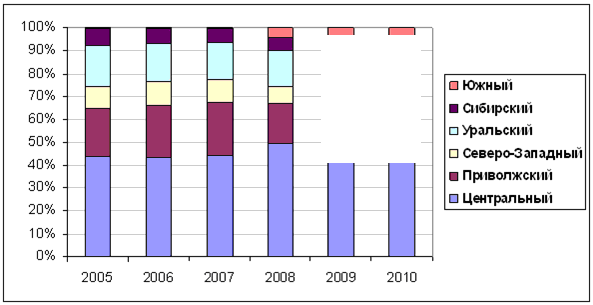 100%
90%
80%
70%
60%
50%
40%
30%
20%
10%
0%
2005 2006 2007 2008 2009 2010
Южный
Сибирский
Уральский
Северо-Западный
Приволжский
Центральный